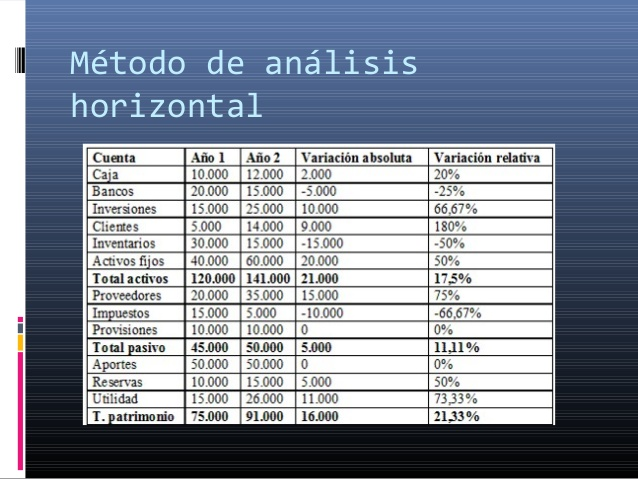 Método de análisis
horizontal
Cuenta Año 1 Año 2 Variación absoluta Variación relativa
Caja 10.000 12.000 2.000 20%
Bancos 20.000 15.000 -5.000 -25%
Inversiones 15.000 25.000 10.000 66,67%
Clientes 5.000 14.000 9.000 180%
Inventarios 30.000 15.000 -15.000 -50%
Activos fijos 40.000 60.000 20.000 50%
Total activos 120.000 141.000 21.000 17,5%
Proveedores 20.000 35.000 15.000 75%
Impuestos 15.000 5.000 -10.000 -66,67%
Provisiones 10.000 10.000 0 0%
Total pasivo 45.000 50.000 5.000 11,11%
Aportes 50.000 50.000 0 0%
Reservas 10.000 15.000 5.000 50%
Utilidad 15.000 26.000 11.000 73,33%
T. patrimonio 75.000 91.000 16.000 21,33%